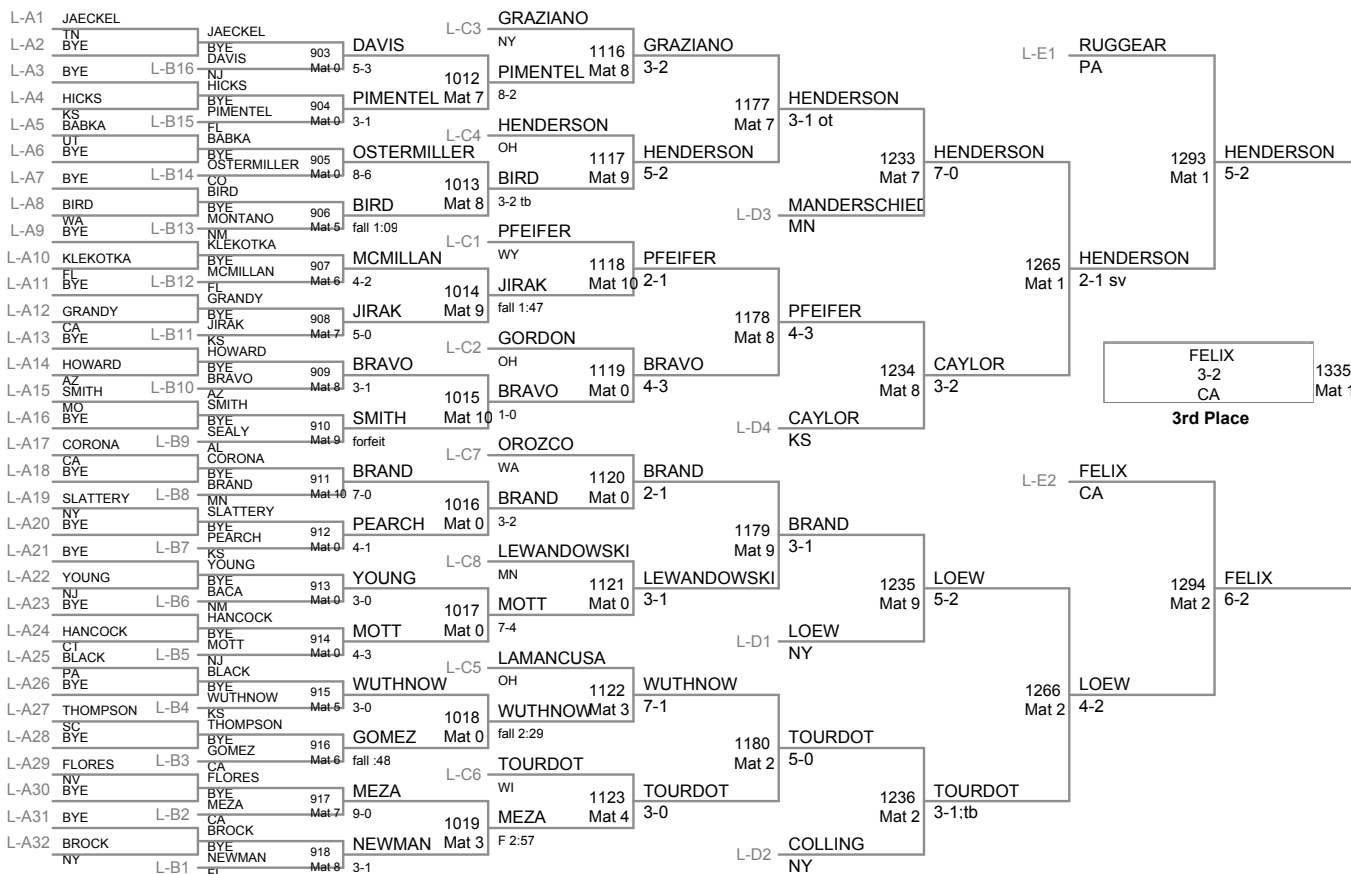 L-A1 JAECKEL
TN
L-A2 BYE
L-A3 BYE
L-A4 HICKS
KS
L-A5 BABKA
UT
L-A6 BYE
L-A7 BYE
L-A8 BIRD
WA
L-A9 BYE
L-A10 KLEKOTKA
FL
L-A11 BYE
L-A12 GRANDY
CA
L-A13 BYE
L-A14 HOWARD
AZ
L-A15 SMITH
MO
L-A16 BYE
L-A17 CORONA
CA
L-A18 BYE
L-A19 SLATTERY
NY
L-A20 BYE
L-A21 BYE
L-A22 YOUNG
NJ
L-A23 BYE
L-A24 HANCOCK
CT
L-A25 BLACK
PA
L-A26 BYE
L-A27 THOMPSON
SC
L-A28 BYE
L-A29 FLORES
NV
L-A30 BYE
L-A31 BYE
L-A32 BROCK
NY
JAECKEL
BYE
L-B16 DAVIS
NJ
HICKS
BYE
L-B15 PIMENTEL
FL
BABKA
BYE
L-B14 OSTERMILLER
CO
BIRD
BYE
L-B13 MONTANO
NM
KLEKOTKA
BYE
L-B12 MCMILLAN
FL
GRANDY
BYE
L-B11 JIRAK
KS
HOWARD
BYE
L-B10 BRAVO
AZ
SMITH
BYE
L-B9 SEALY
AL
CORONA
BYE
L-B8 BRAND
MN
SLATTERY
BYE
L-B7 PEARCH
KS
YOUNG
BYE
L-B6 BACA
NM
HANCOCK
BYE
L-B5 MOTT
NJ
BLACK
BYE
L-B4 WUTHNOW
KS
THOMPSON
BYE
L-B3 GOMEZ
CA
FLORES
BYE
L-B2 MEZA
CA
BROCK
BYE
L-B1 NEWMAN
903 DAVIS
Mat 0 5-3
904 PIMENTEL
Mat 0 3-1
905 OSTERMILLER
Mat 0 8-6
906 BIRD
Mat 5 fall 1:09
907 MCMILLAN
Mat 6 4-2
908 JIRAK
Mat 7 5-0
909 BRAVO
Mat 8 3-1
910 SMITH
Mat 9 forfeit
911 BRAND
Mat 10 7-0
912 PEARCH
Mat 0 4-1
913 YOUNG
Mat 0 3-0
914 MOTT
Mat 0 4-3
915 WUTHNOW
Mat 5 3-0
916 GOMEZ
Mat 6 fall :48
917 MEZA
Mat 7 9-0
918 NEWMAN
Mat 8 3-1
L-C3 GRAZIANO
NY
1012 PIMENTEL
Mat 7 8-2
L-C4 HENDERSON
OH
1013 BIRD
Mat 8 3-2 tb
L-C1 PFEIFER
WY
1014 JIRAK
Mat 9 fall 1:47
L-C2 GORDON
OH
1015 BRAVO
Mat 10 1-0
L-C7 OROZCO
WA
1016 BRAND
Mat 0 3-2
L-C8 LEWANDOWSKI
MN
1017 MOTT
Mat 0 7-4
L-C5 LAMANCUSA
OH
1018 WUTHNOW
Mat 0 fall 2:29
L-C6 TOURDOT
WI
1019 MEZA
Mat 3 F 2:57
1116 GRAZIANO
Mat 8 3-2
1117 HENDERSON
Mat 9 5-2
1118 PFEIFER
Mat 10 2-1
1119 BRAVO
Mat 0 4-3
1120 BRAND
Mat 0 2-1
1121 LEWANDOWSKI
Mat 0 3-1
1122 WUTHNOW
Mat 3 7-1
1123 TOURDOT
Mat 4 3-0
1177 HENDERSON
Mat 7 3-1 ot
L-D3 MANDERSCHIED
MN
1178 PFEIFER
Mat 8 4-3
L-D4 CAYLOR
KS
1179 BRAND
Mat 9 3-1
L-D1 LOEW
NY
1180 TOURDOT
Mat 2 5-0
L-D2 COLLING
NY
1233 HENDERSON
Mat 7 7-0
1234 CAYLOR
Mat 8 3-2
1235 LOEW
Mat 9 5-2
1236 TOURDOT
Mat 2 3-1;tb
L-E1 RUGGEAR
PA
1265 HENDERSON
Mat 1 2-1 sv
L-E2 FELIX
CA
1266 LOEW
Mat 2 4-2
1293 HENDERSON
Mat 1 5-2
1294 FELIX
Mat 2 6-2
FELIX
3-2
CA
3rd Place
1335
Mat 1